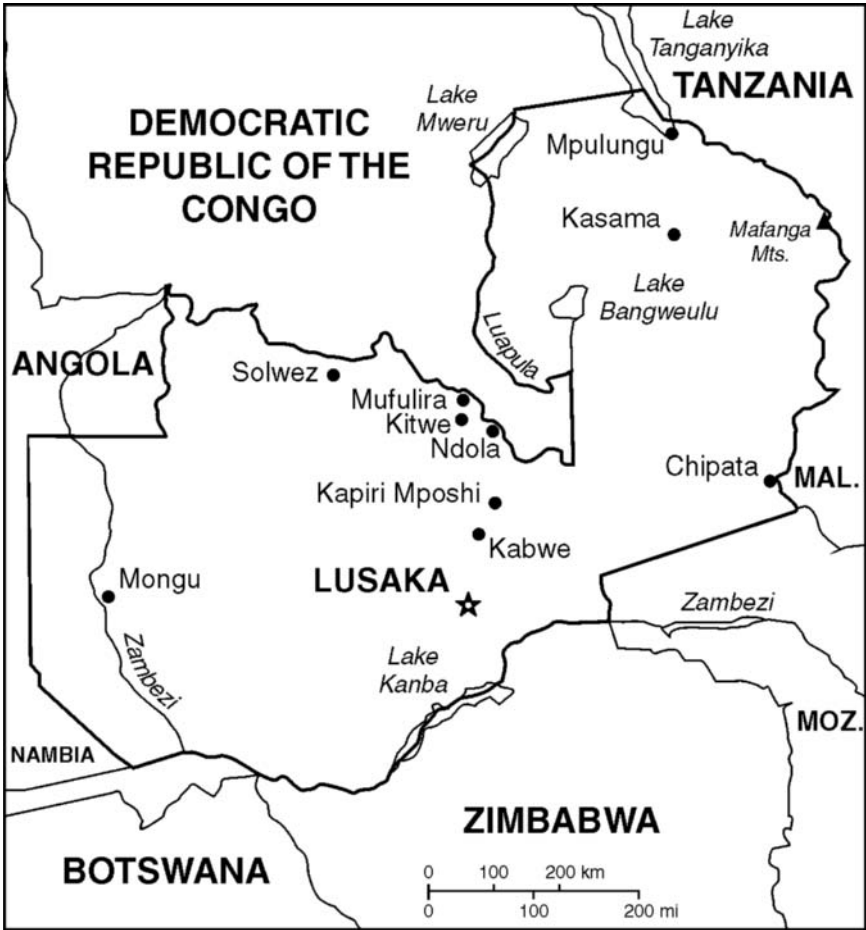 Lake
Tanganyika
TANZANIA
Lake
Mweru
DEMOCRATIC
REPUBLIC OF THE
CONGO
Mpulungu
Kasama
Mafanga
Mts.
Lake
Bangweulu
Luapula
ANGOLA
Solwez
Mufulira
Kitwe
Ndola
Chipata
MAL.
Kapiri Mposhi
Kabwe
Mongu
LUSAKA
Zambezi
Zambezi
Lake
Kanba
NAMBIA
MOZ.
ZIMBABWA
BOTSWANA
0 100 200 km
0 100 200 mi